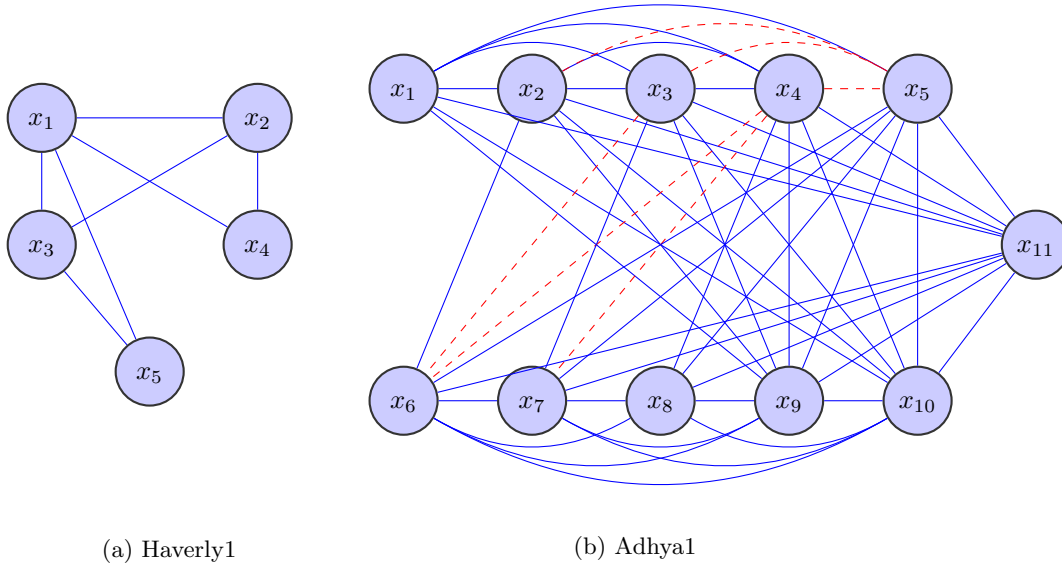 x₁ x₂
x₃ x₄
x₅
(a) Haverly1
x₁ x₂ x₃ x₄ x₅
x₁₁
x₆ x₇ x₈ x₉ x₁₀
(b) Adhya1